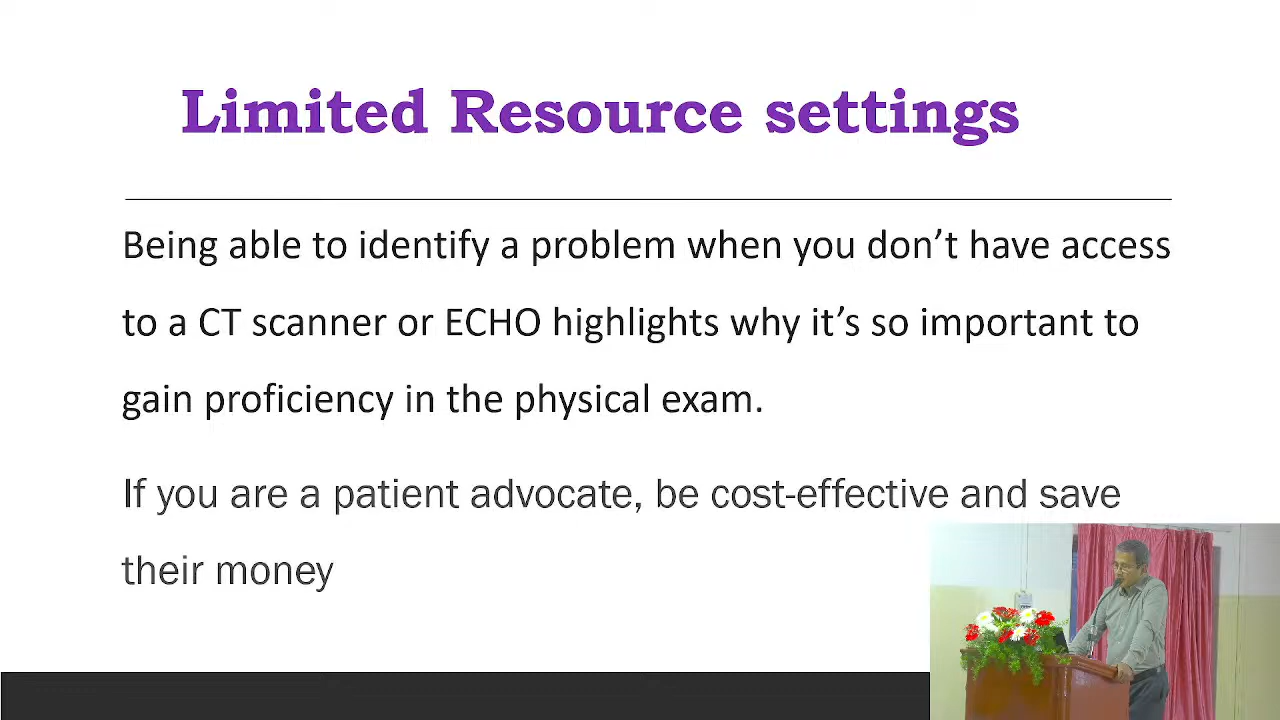 Limited Resource settings
Being able to identify a problem when you don’t have access
to a CT scanner or ECHO highlights why it’s so important to
gain proficiency in the physical exam.
If you are a patient advocate, be cost-effective and save
their money